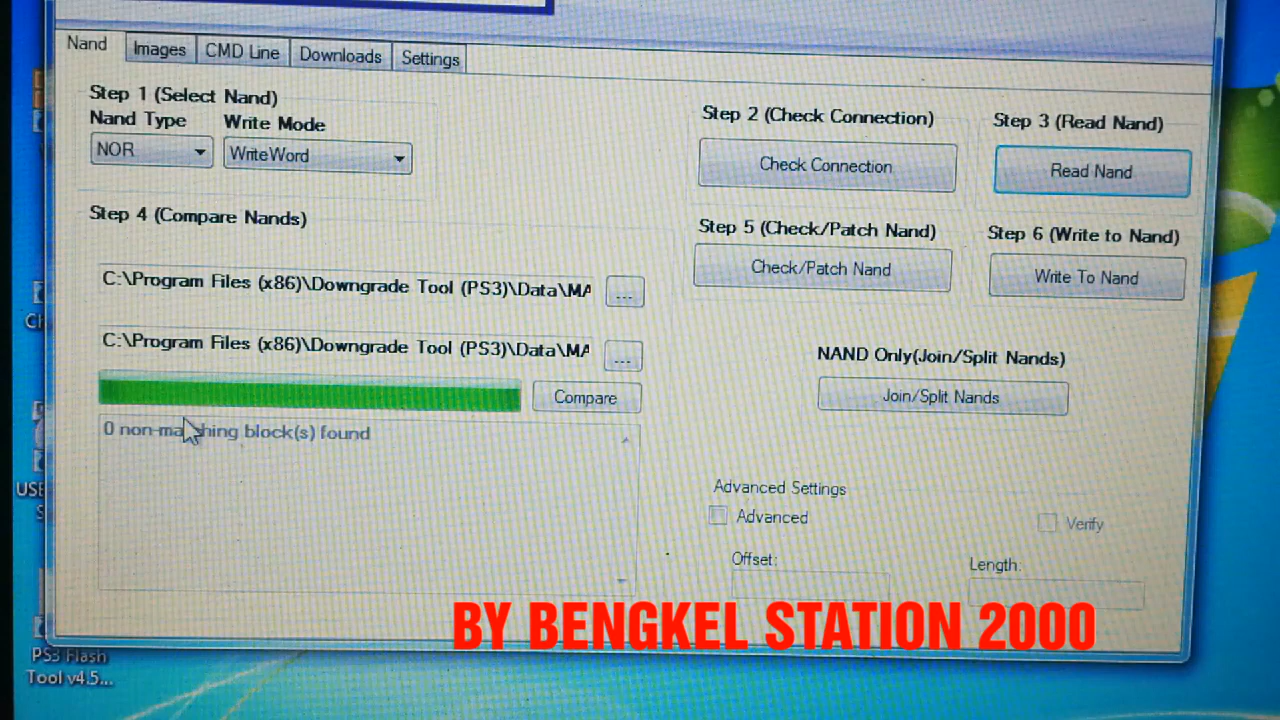 Nand Images CMD Line Downloads Settings
Step 1 (Select Nand)
Nand Type Write Mode
NOR WriteWord
Step 2 (Check Connection)
Check Connection
Step 3 (Read Nand)
Read Nand
Step 4 (Compare Nands)
C:\Program Files (x86)\Downgrade Tool (PS3)\Data\MA
...
C:\Program Files (x86)\Downgrade Tool (PS3)\Data\MA
...
Compare
0 non-matching block(s) found
Step 5 (Check/Patch Nand)
Check/Patch Nand
Step 6 (Write to Nand)
Write To Nand
NAND Only(Join/Split Nands)
Join/Split Nands
Advanced Settings
Advanced
Verify
Offset:
Length:
BY BENGKEL STATION 2000
PS3 Flash
Tool v4.5...